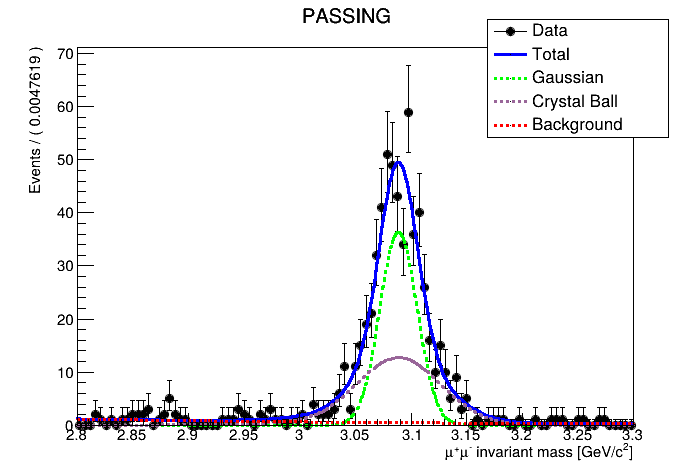 PASSING
Data
Total
Gaussian
Crystal Ball
Background
Events / ( 0.0047619 )
70
60
50
40
30
20
10
0
2.8 2.85 2.9 2.95 3 3.05 3.1 3.15 3.2 3.25 3.3
μ⁺μ⁻ invariant mass [GeV/c²]